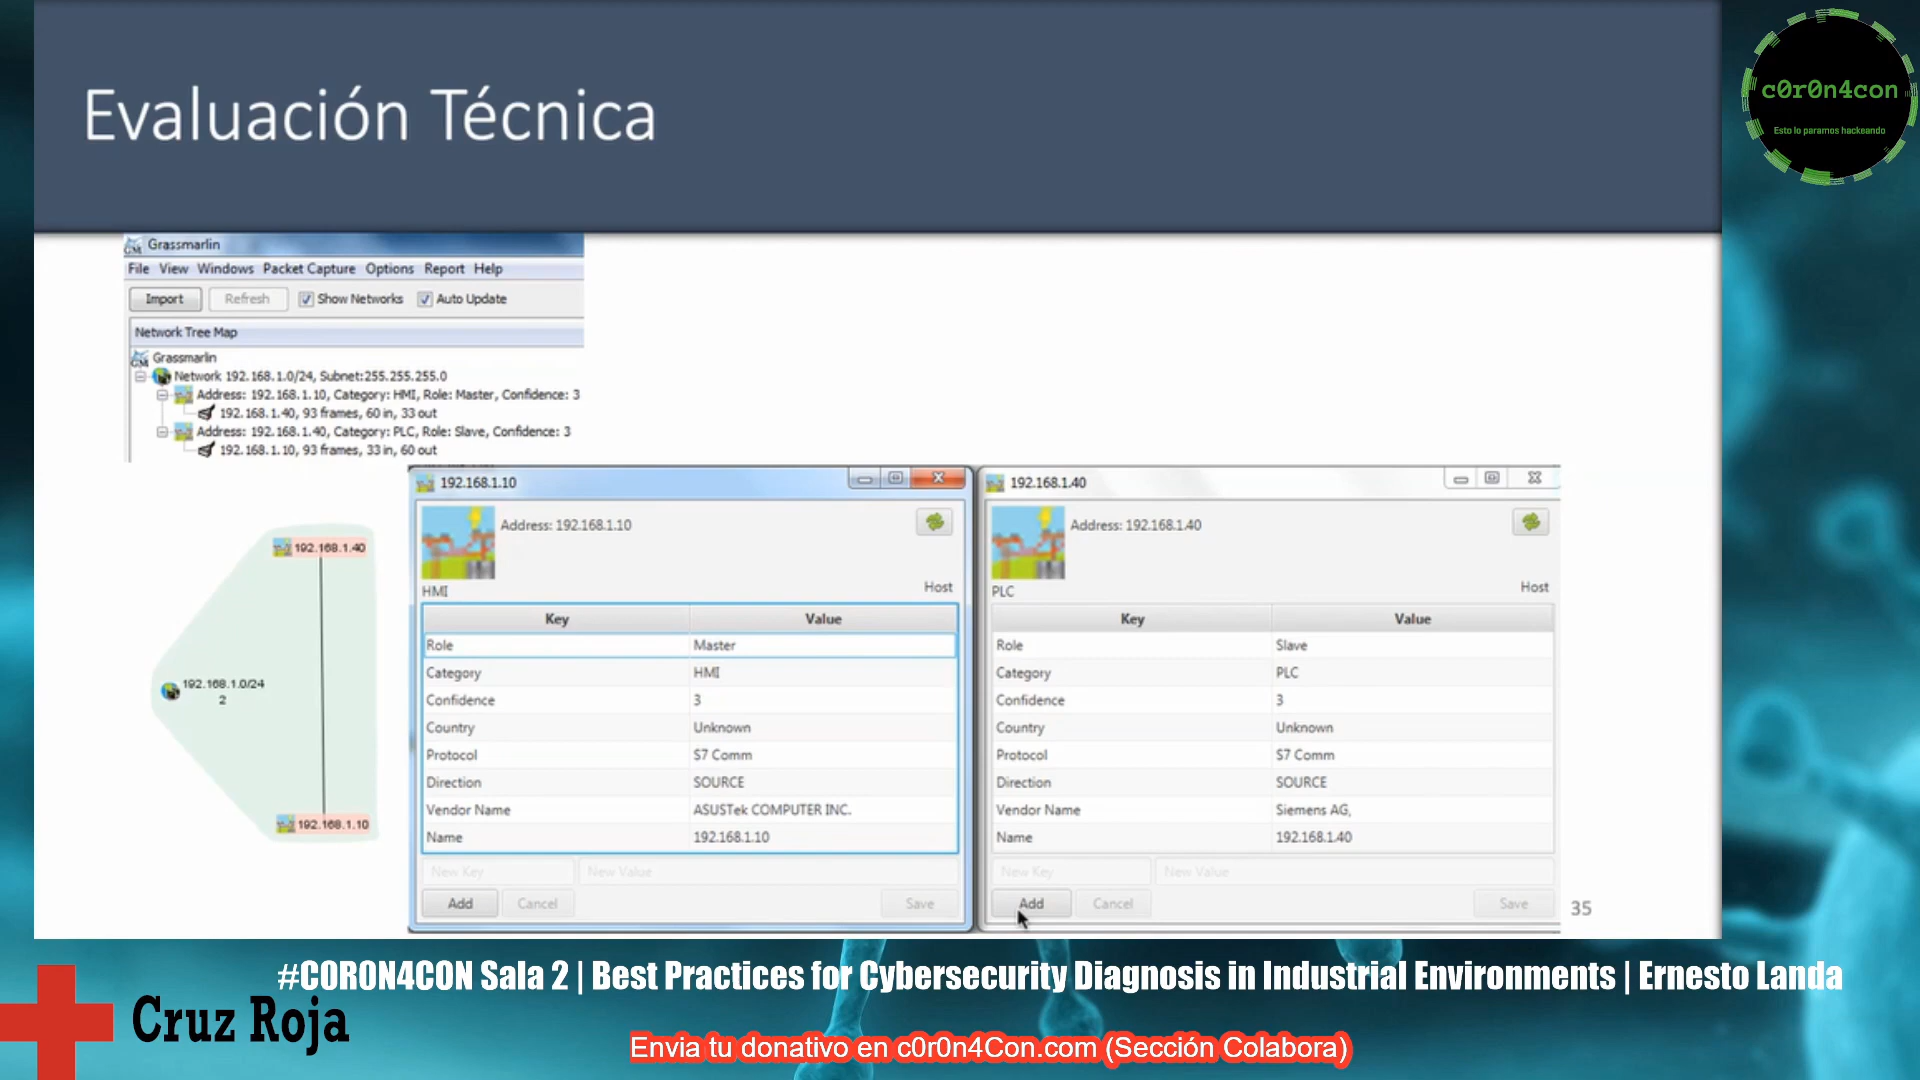 Evaluación Técnica
c0r0n4con
Esto lo paramos hackeando
Grassmarlin
File View Windows Packet Capture Options Report Help
Import Refresh Show Networks Auto Update
Network Tree Map
Grassmarlin
Network 192.168.1.0/24, Subnet:255.255.255.0
Address: 192.168.1.10, Category: HMI, Role: Master, Confidence: 3
192.168.1.40, 93 frames, 60 in, 33 out
Address: 192.168.1.40, Category: PLC, Role: Slave, Confidence: 3
192.168.1.10, 93 frames, 33 in, 60 out
192.168.1.40
192.168.1.0/24
2
192.168.1.10
192.168.1.10
Address: 192.168.1.10
HMI Host
Key Value
Role Master
Category HMI
Confidence 3
Country Unknown
Protocol S7 Comm
Direction SOURCE
Vendor Name ASUSTek COMPUTER INC.
Name 192.168.1.10
New Key New Value
Add Cancel Save
192.168.1.40
Address: 192.168.1.40
PLC Host
Key Value
Role Slave
Category PLC
Confidence 3
Country Unknown
Protocol S7 Comm
Direction SOURCE
Vendor Name Siemens AG,
Name 192.168.1.40
New Key New Value
Add Cancel Save
35
#CORON4CON Sala 2 | Best Practices for Cybersecurity Diagnosis in Industrial Environments | Ernesto Landa
Cruz Roja
Envia tu donativo en c0r0n4Con.com (Sección Colabora)